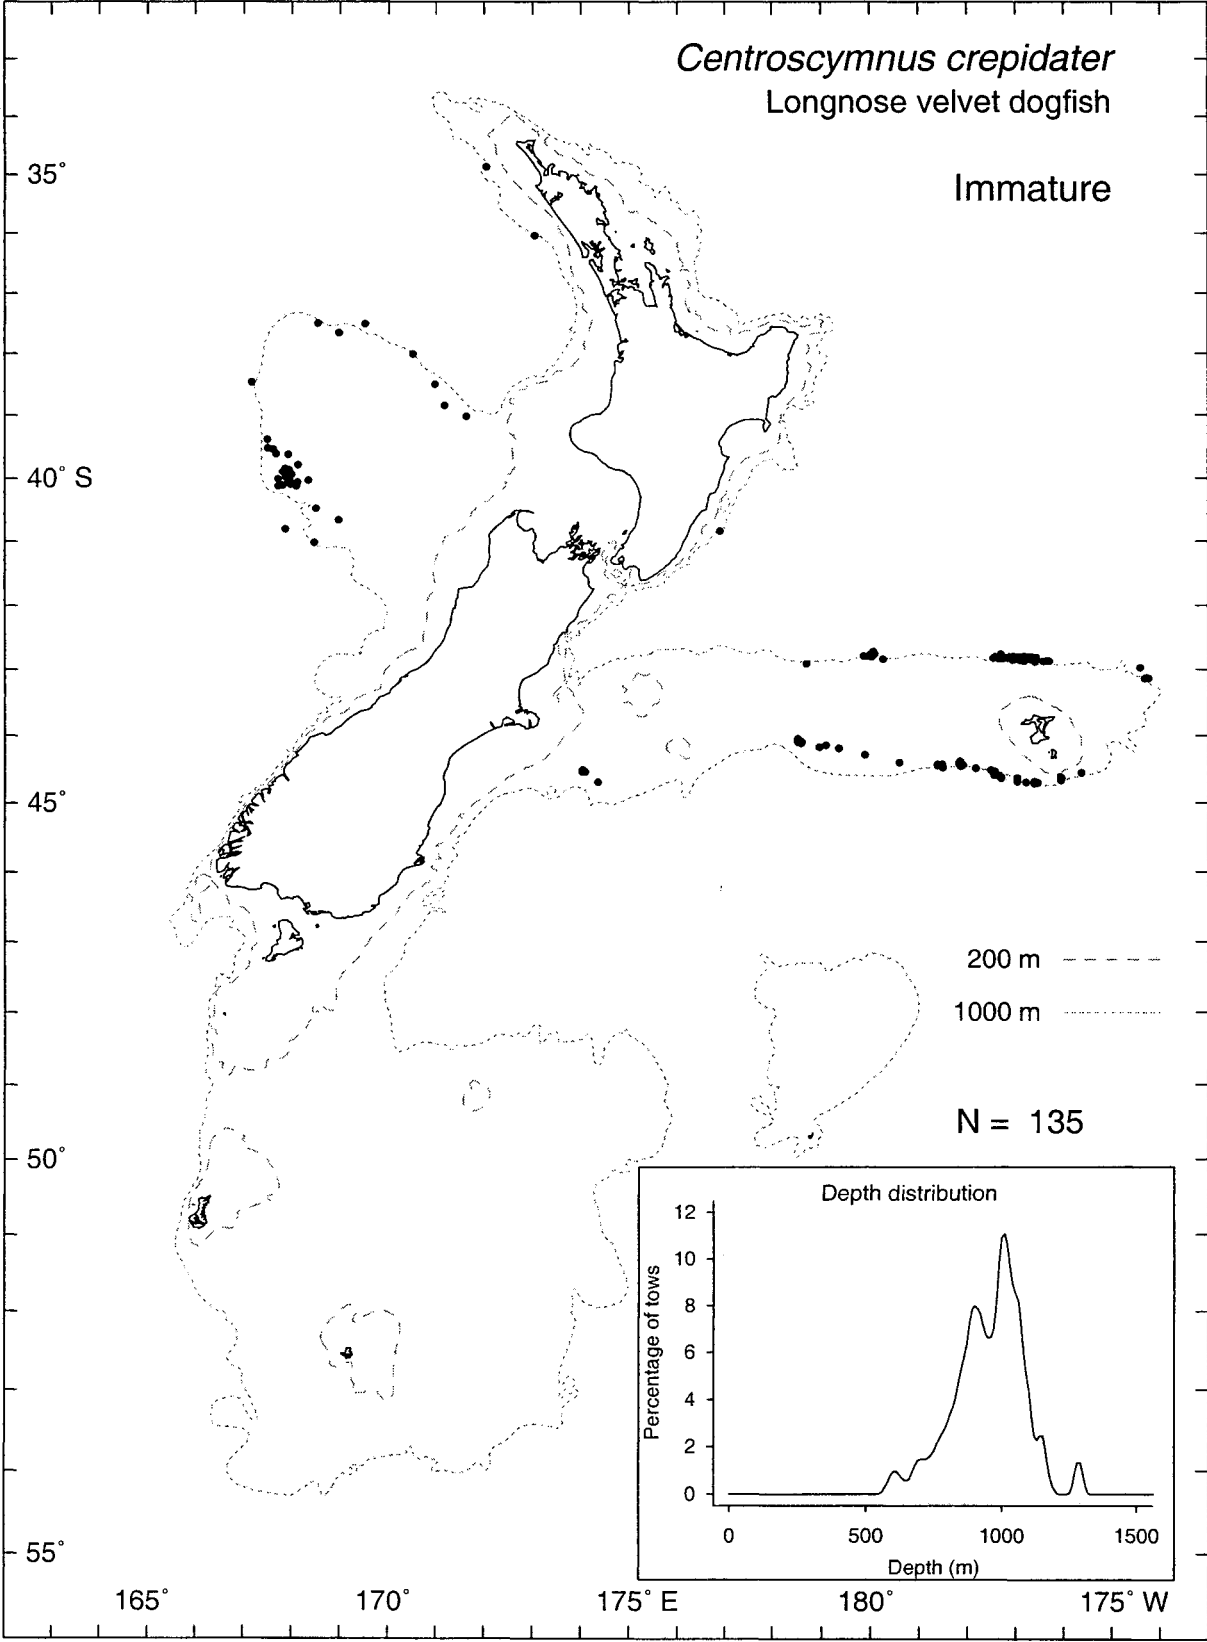 Centroscymnus crepidater
Longnose velvet dogfish
Immature
35°
40° S
45°
200 m
1000 m
N = 135
50°
Depth distribution
Percentage of tows
12
10
8
6
4
2
0
0 500 1000 1500
Depth (m)
55°
165° 170° 175° E 180° 175° W